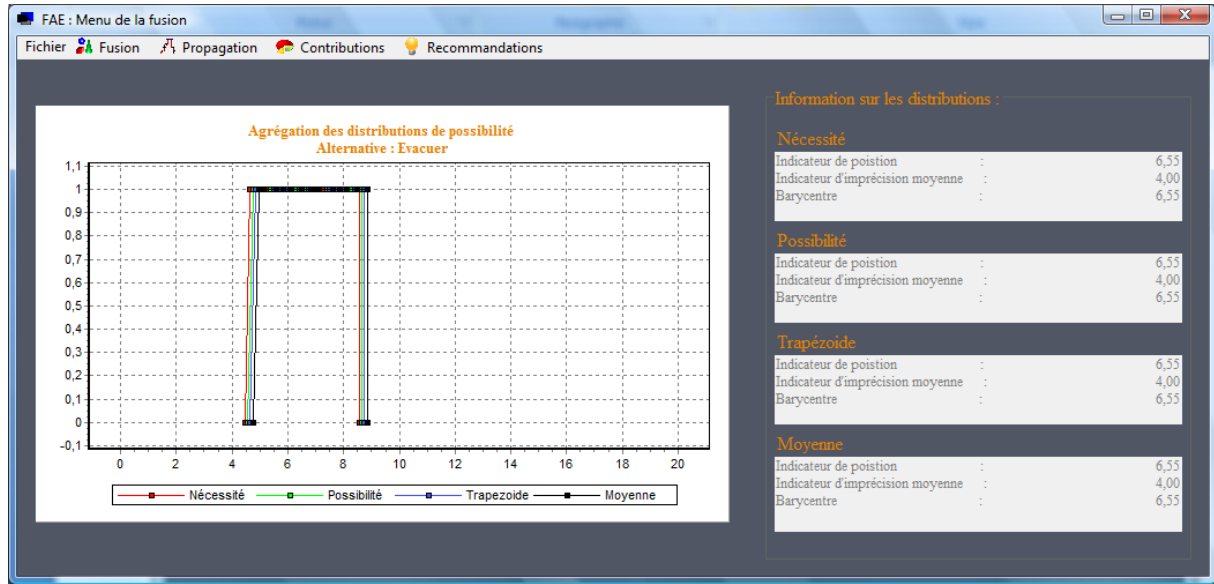 FAE : Menu de la fusion
Fichier Fusion Propagation Contributions Recommandations
Agrégation des distributions de possibilité
Alternative : Evacuer
1,1
1
0,9
0,8
0,7
0,6
0,5
0,4
0,3
0,2
0,1
0
-0,1
0 2 4 6 8 10 12 14 16 18 20
Nécessité Possibilité Trapezoide Moyenne
Information sur les distributions :
Nécessité
Indicateur de poistion : 6,55
Indicateur d'imprécision moyenne : 4,00
Barycentre : 6,55
Possibilité
Indicateur de poistion : 6,55
Indicateur d'imprécision moyenne : 4,00
Barycentre : 6,55
Trapézoide
Indicateur de poistion : 6,55
Indicateur d'imprécision moyenne : 4,00
Barycentre : 6,55
Moyenne
Indicateur de poistion : 6,55
Indicateur d'imprécision moyenne : 4,00
Barycentre : 6,55